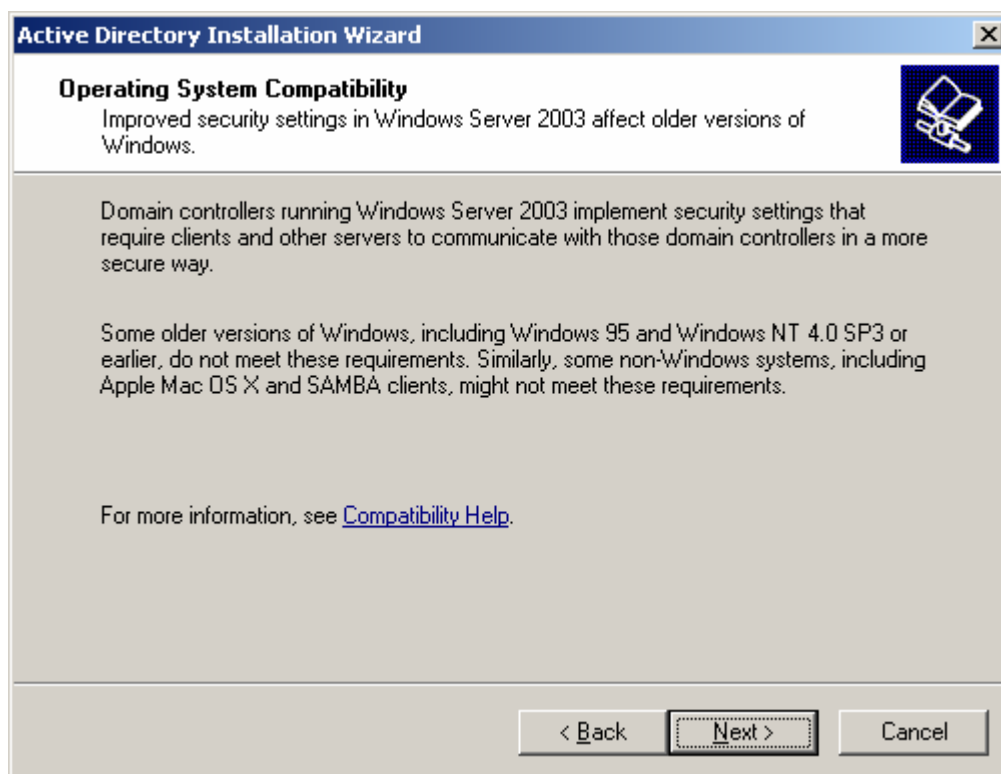 Active Directory Installation Wizard
Operating System Compatibility
Improved security settings in Windows Server 2003 affect older versions of
Windows.
Domain controllers running Windows Server 2003 implement security settings that
require clients and other servers to communicate with those domain controllers in a more
secure way.
Some older versions of Windows, including Windows 95 and Windows NT 4.0 SP3 or
earlier, do not meet these requirements. Similarly, some non-Windows systems, including
Apple Mac OS X and SAMBA clients, might not meet these requirements.
For more information, see Compatibility Help.
< Back
Next >
Cancel